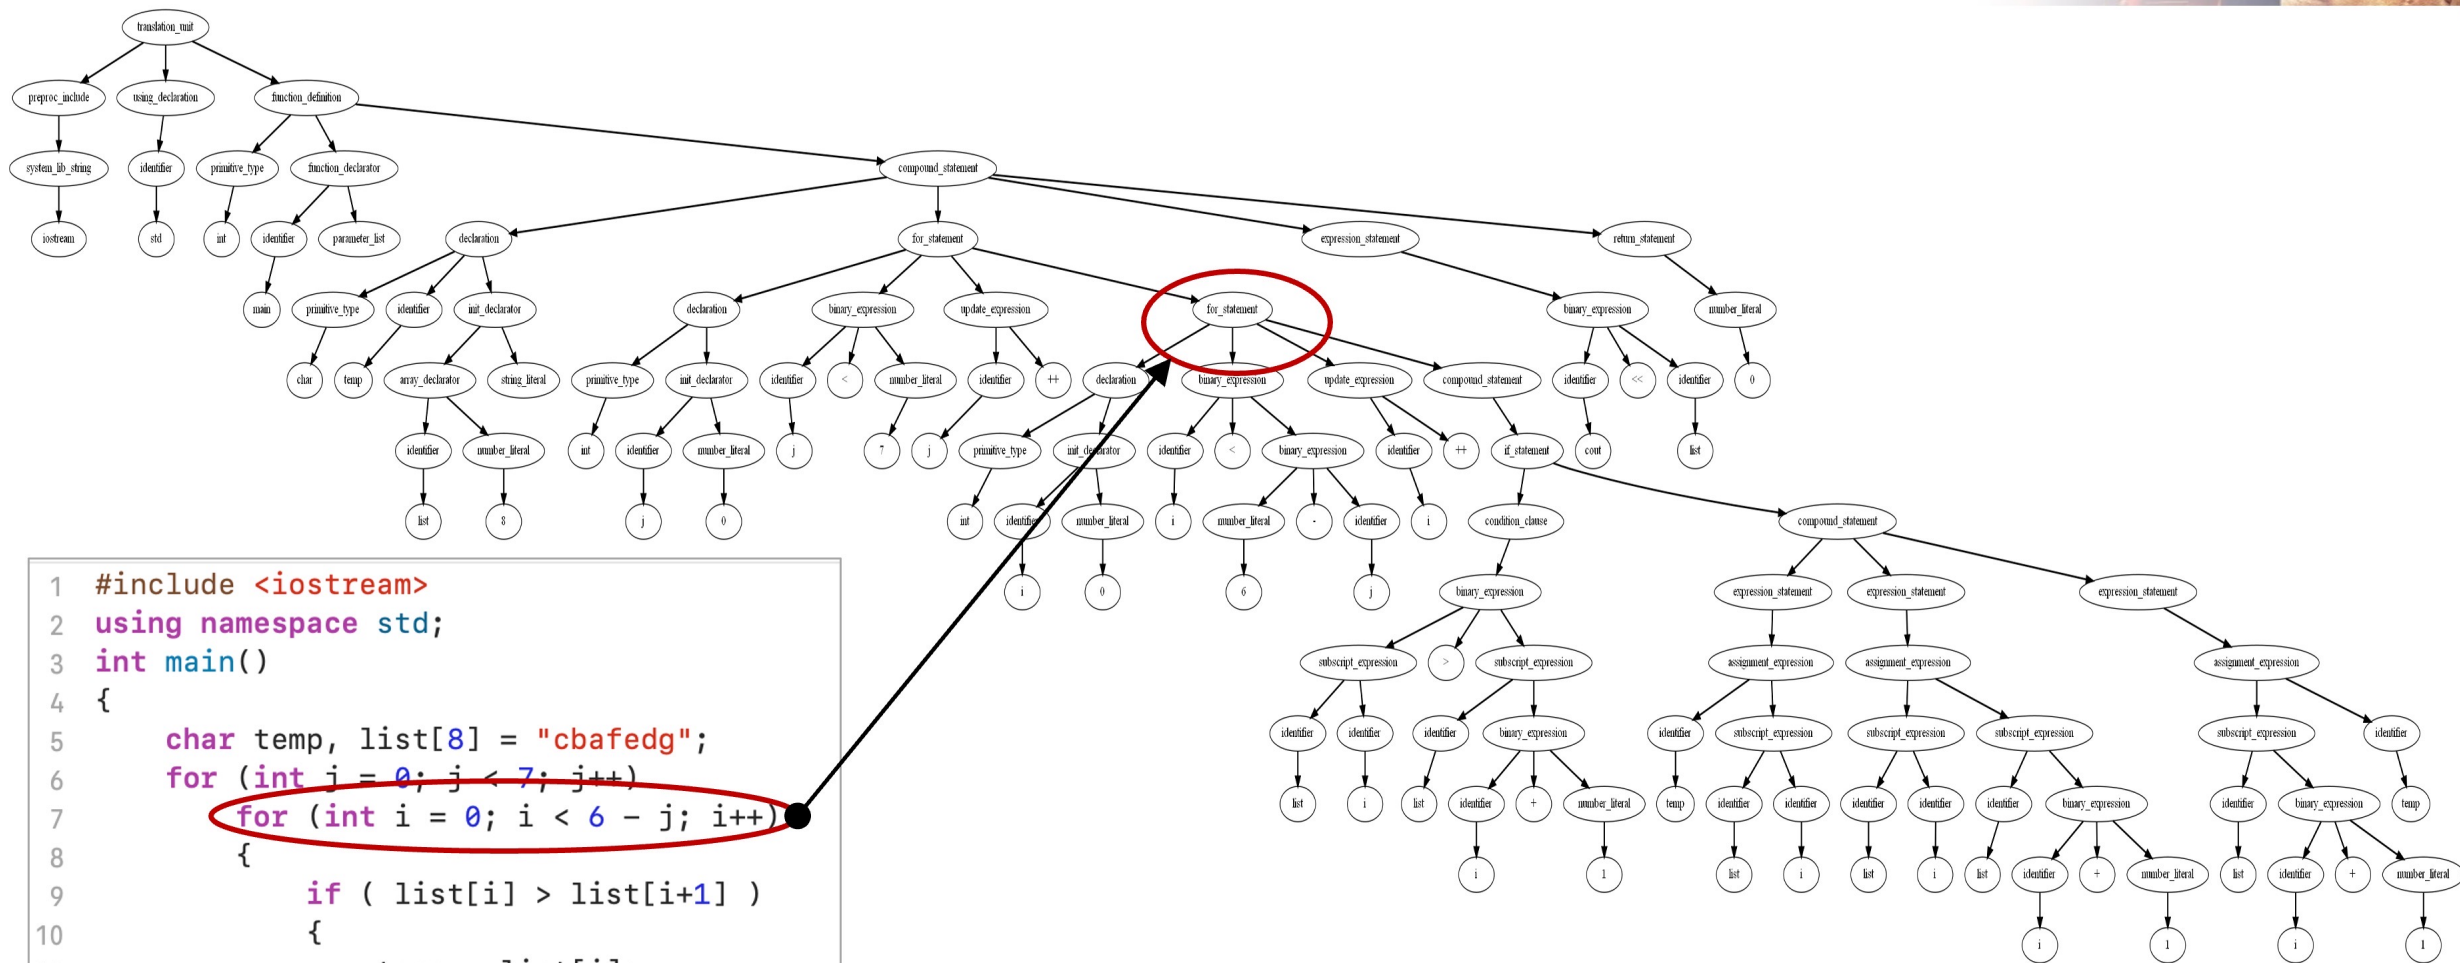 translation_unit
preproc_include using_declaration function_definition
system_lib_string identifier primitive_type function_declarator compound_statement
iostream std int identifier parameter_list declaration for_statement expression_statement return_statement
main primitive_type identifier init_declarator declaration binary_expression update_expression for_statement binary_expression number_literal
char temp array_declarator string_literal primitive_type init_declarator identifier < number_literal identifier ++ declaration binary_expression update_expression compound_statement identifier << identifier 0
identifier number_literal int identifier number_literal j 7 j primitive_type init_declarator identifier < binary_expression identifier ++ if_statement cout list
list 8 j 0 int identifier number_literal i number_literal - identifier i condition_clause compound_statement
i 0 6 j binary_expression expression_statement expression_statement expression_statement
subscript_expression > subscript_expression assignment_expression assignment_expression assignment_expression
identifier identifier identifier binary_expression identifier subscript_expression subscript_expression subscript_expression subscript_expression identifier
list i list identifier + number_literal temp identifier identifier identifier identifier identifier binary_expression identifier binary_expression temp
i 1 list i list i list identifier + number_literal list identifier + number_literal
i 1 i 1
1 #include <iostream>
2 using namespace std;
3 int main()
4 {
5 char temp, list[8] = "cbafedg";
6 for (int j = 0; j < 7; j++)
7 for (int i = 0; i < 6 - j; i++)
8 {
9 if ( list[i] > list[i+1] )
10 {